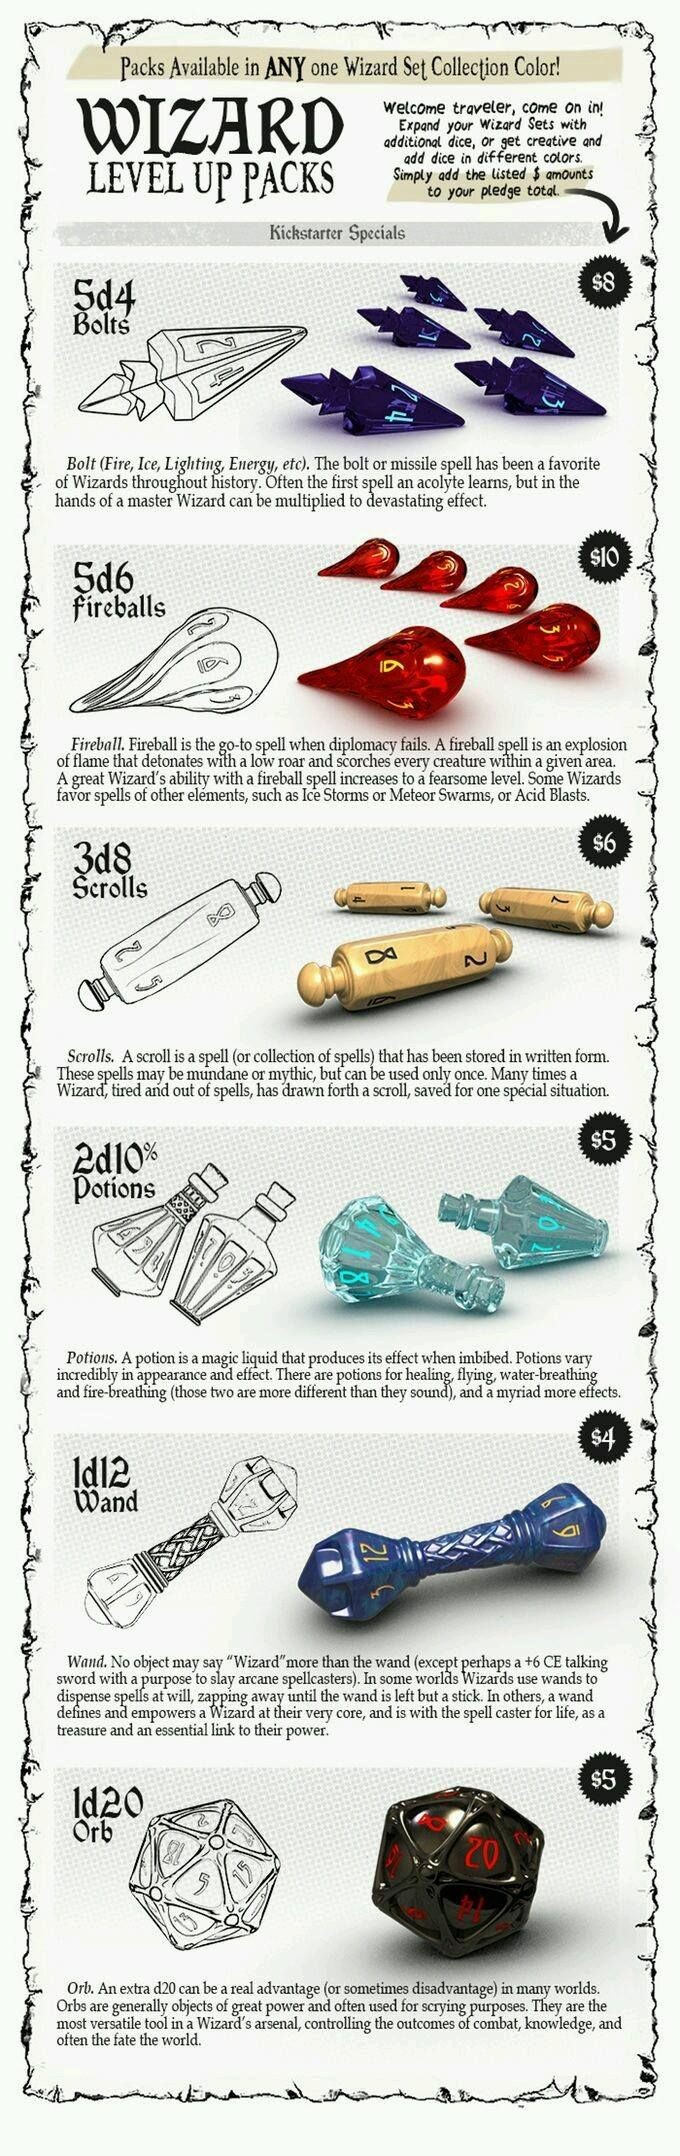 Packs Available in ANY one Wizard Set Collection Color!
WIZARD
LEVEL UP PACKS
Welcome traveler, come on in!
Expand your Wizard Sets with
additional dice, or get creative and
add dice in different colors.
Simply add the listed $ amounts
to your pledge total.
Kickstarter Specials
$8
5d4
Bolts
Bolt (Fire, Ice, Lighting, Energy, etc). The bolt or missile spell has been a favorite
of Wizards throughout history. Often the first spell an acolyte learns, but in the
hands of a master Wizard can be multiplied to devastating effect.
$10
5d6
Fireballs
Fireball. Fireball is the go-to spell when diplomacy fails. A fireball spell is an explosion
of flame that detonates with a low roar and scorches every creature within a given area.
A great Wizard's ability with a fireball spell increases to a fearsome level. Some Wizards
favor spells of other elements, such as Ice Storms or Meteor Swarms, or Acid Blasts.
$6
3d8
Scrolls
8
2
Scrolls. A scroll is a spell (or collection of spells) that has been stored in written form.
These spells may be mundane or mythic, but can be used only once. Many times a
Wizard, tired and out of spells, has drawn forth a scroll, saved for one special situation.
$5
2d10%
Potions
Potions. A potion is a magic liquid that produces its effect when imbibed. Potions vary
incredibly in appearance and effect. There are potions for healing, flying, water-breathing
and fire-breathing (those two are more different than they sound), and a myriad more effects.
$4
1d12
Wand
12
3
Wand. No object may say "Wizard"more than the wand (except perhaps a +6 CE talking
sword with a purpose to slay arcane spellcasters). In some worlds Wizards use wands to
dispense spells at will, zapping away until the wand is left but a stick. In others, a wand
defines and empowers a Wizard at their very core, and is with the spell caster for life, as a
treasure and an essential link to their power.
$5
1d20
Orb
8
20
14
Orb. An extra d20 can be a real advantage (or sometimes disadvantage) in many worlds.
Orbs are generally objects of great power and often used for scrying purposes. They are the
most versatile tool in a Wizard's arsenal, controlling the outcomes of combat, knowledge, and
often the fate the world.